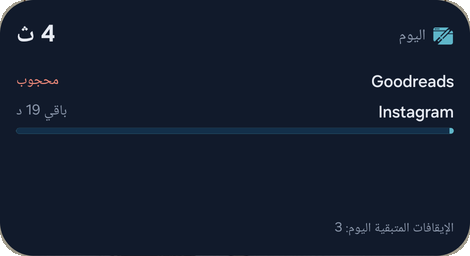 اليوم 4 ث
Goodreads محجوب
Instagram باقي 19 د
الإيقافات المتبقية اليوم: 3